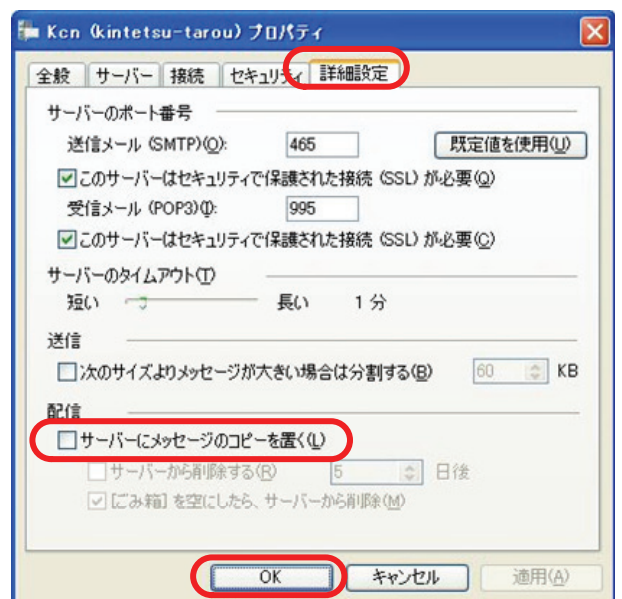 Kcn (kintetsu-tarou) プロパティ
全般 サーバー 接続 セキュリティ 詳細設定
サーバーのポート番号
送信メール (SMTP)(O): 465 既定値を使用(U)
このサーバーはセキュリティで保護された接続 (SSL) が必要(Q)
受信メール (POP3)(I): 995
このサーバーはセキュリティで保護された接続 (SSL) が必要(C)
サーバーのタイムアウト(T)
短い 長い 1 分
送信
次のサイズよりメッセージが大きい場合は分割する(B) 60 KB
配信
サーバーにメッセージのコピーを置く(L)
サーバーから削除する(R) 5 日後
[ごみ箱] を空にしたら、サーバーから削除(M)
OK キャンセル 適用(A)